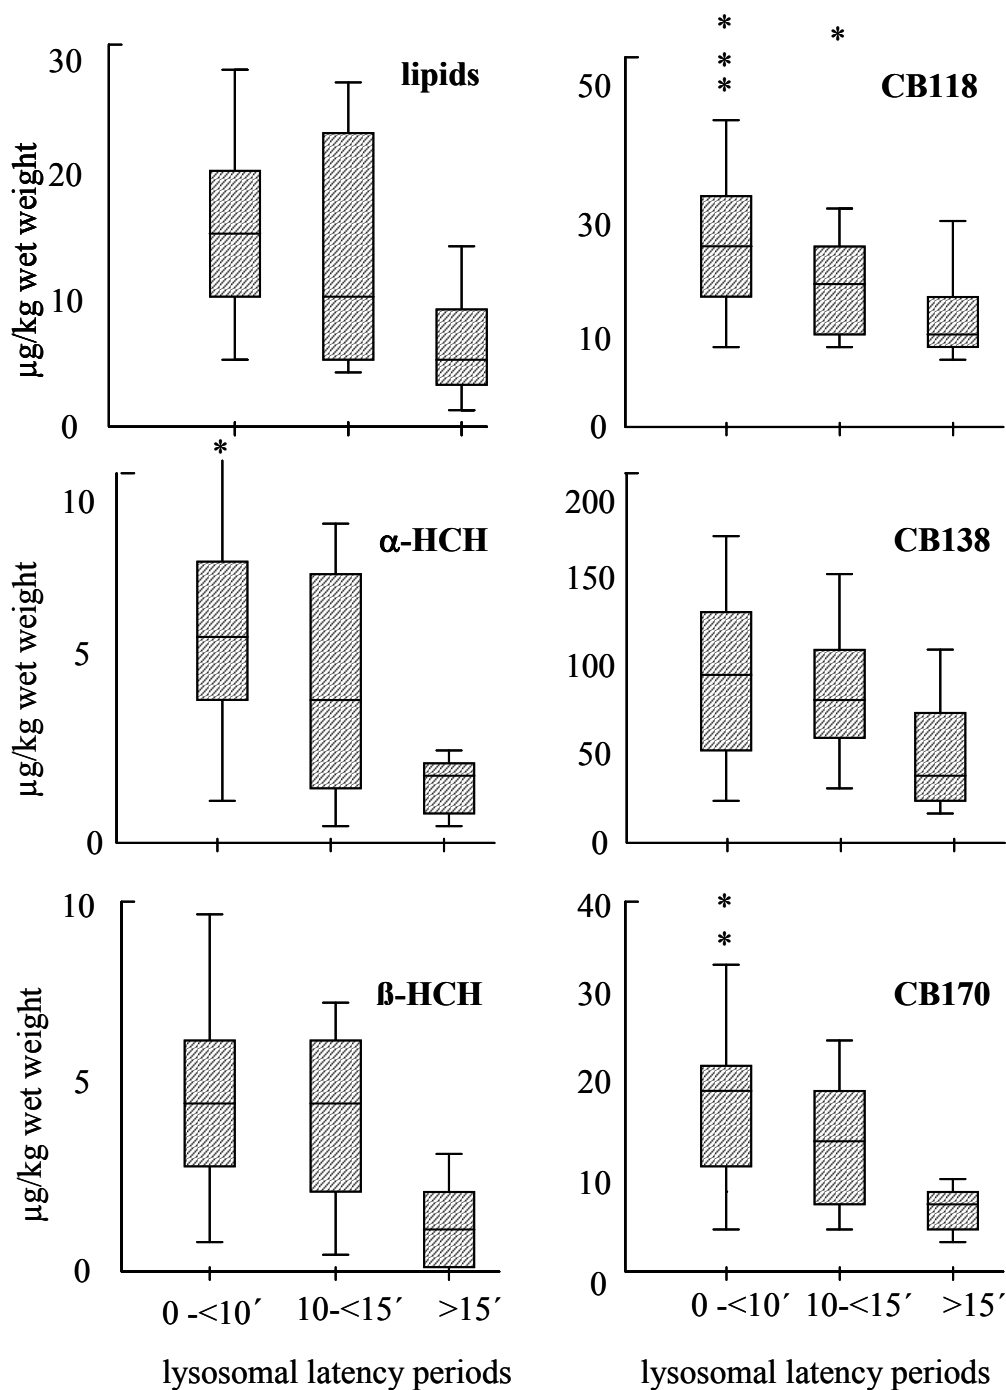 lipids
30
20
10
0
µg/kg wet weight
*
*
*
*
CB118
50
30
10
0
*
α-HCH
10
5
0
µg/kg wet weight
CB138
200
150
100
50
0
ß-HCH
10
5
0
µg/kg wet weight
0 -<10´ 10-<15´ >15´
lysosomal latency periods
*
*
CB170
40
30
20
10
0
0 -<10´ 10-<15´ >15´
lysosomal latency periods